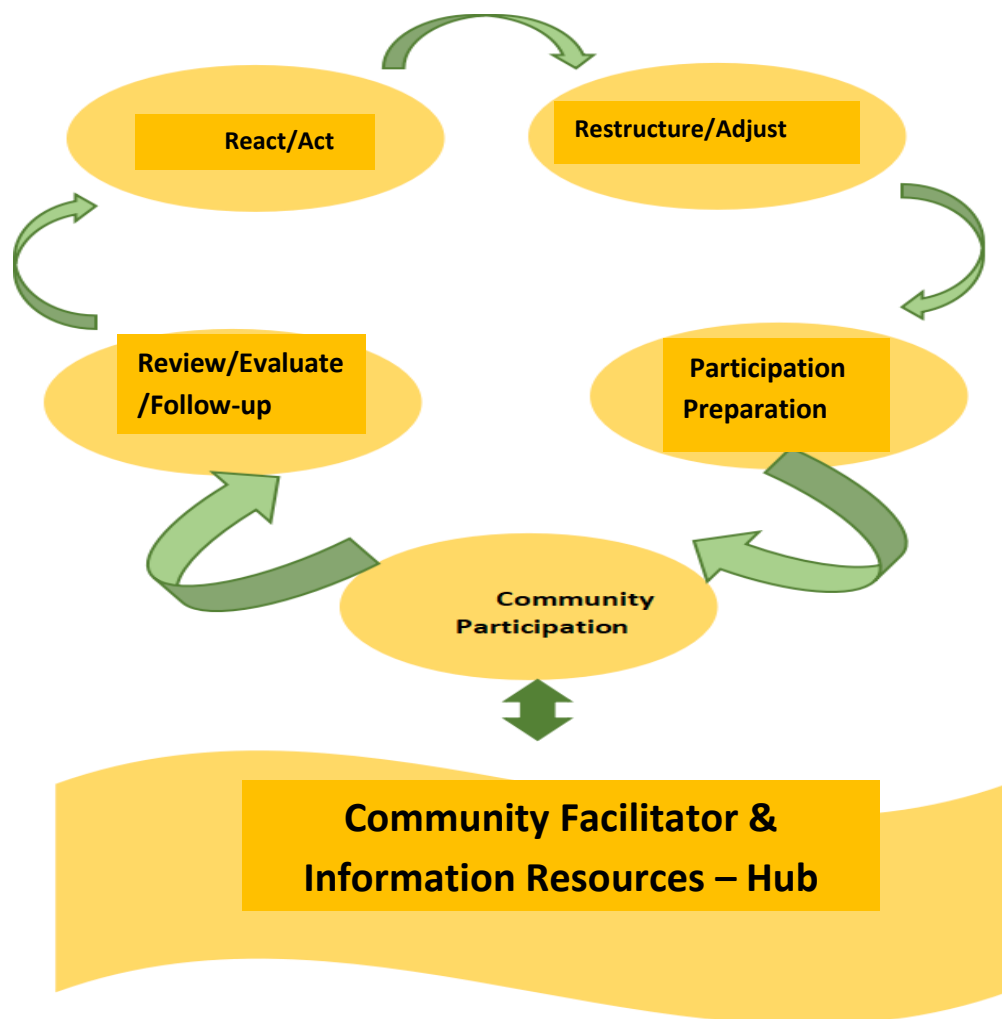 React/Act
Restructure/Adjust
Review/Evaluate
/Follow-up
Participation
Preparation
Community
Participation
Community Facilitator &
Information Resources – Hub